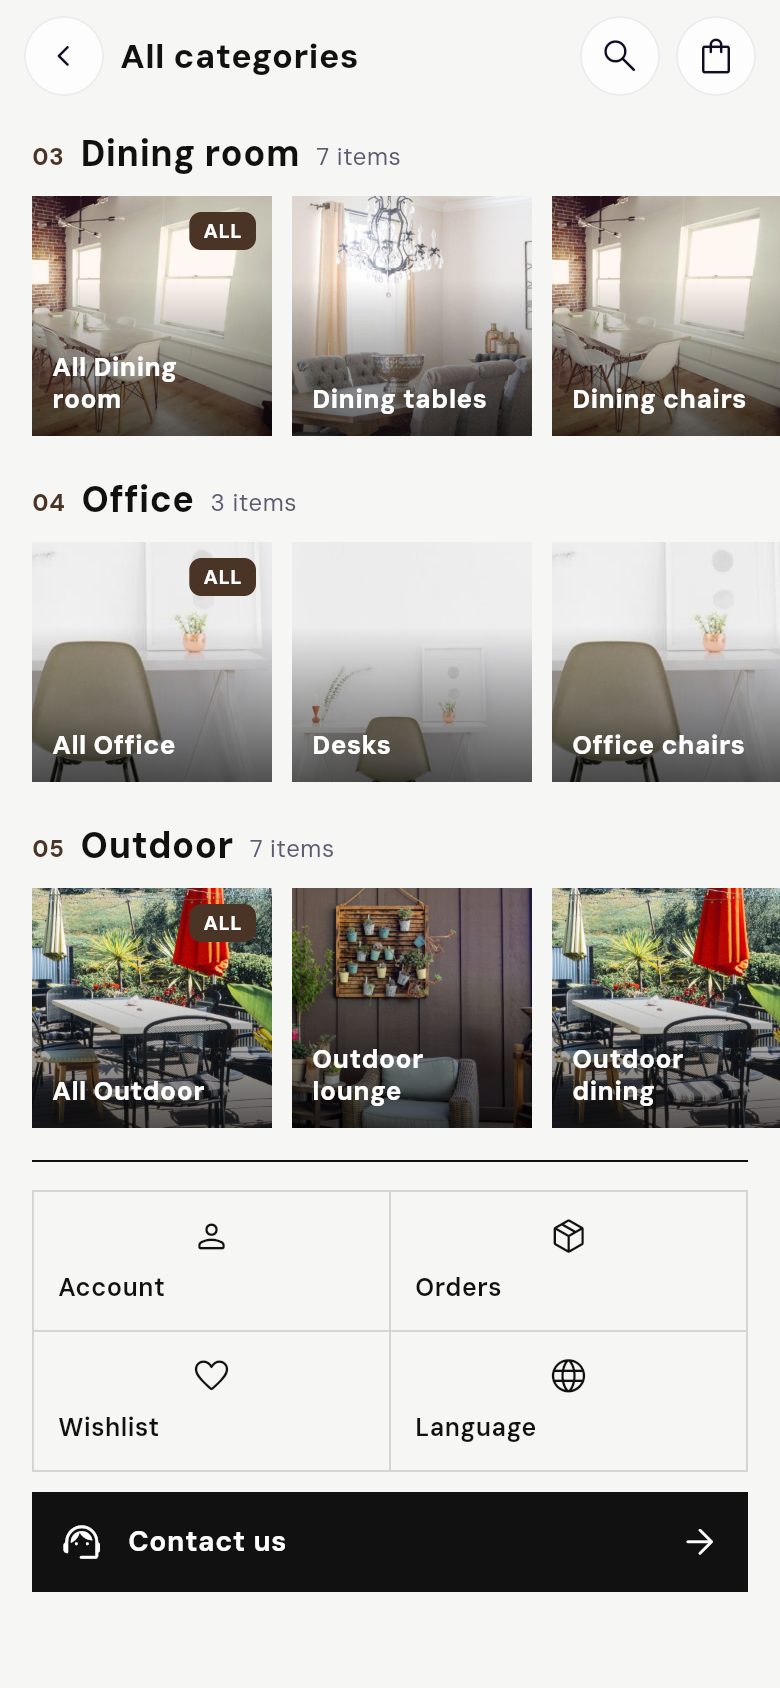 All categories
03 Dining room 7 items
ALL
All Dining
room
Dining tables
Dining chairs
04 Office 3 items
ALL
All Office
Desks
Office chairs
05 Outdoor 7 items
ALL
All Outdoor
Outdoor
lounge
Outdoor
dining
Account
Orders
Wishlist
Language
Contact us